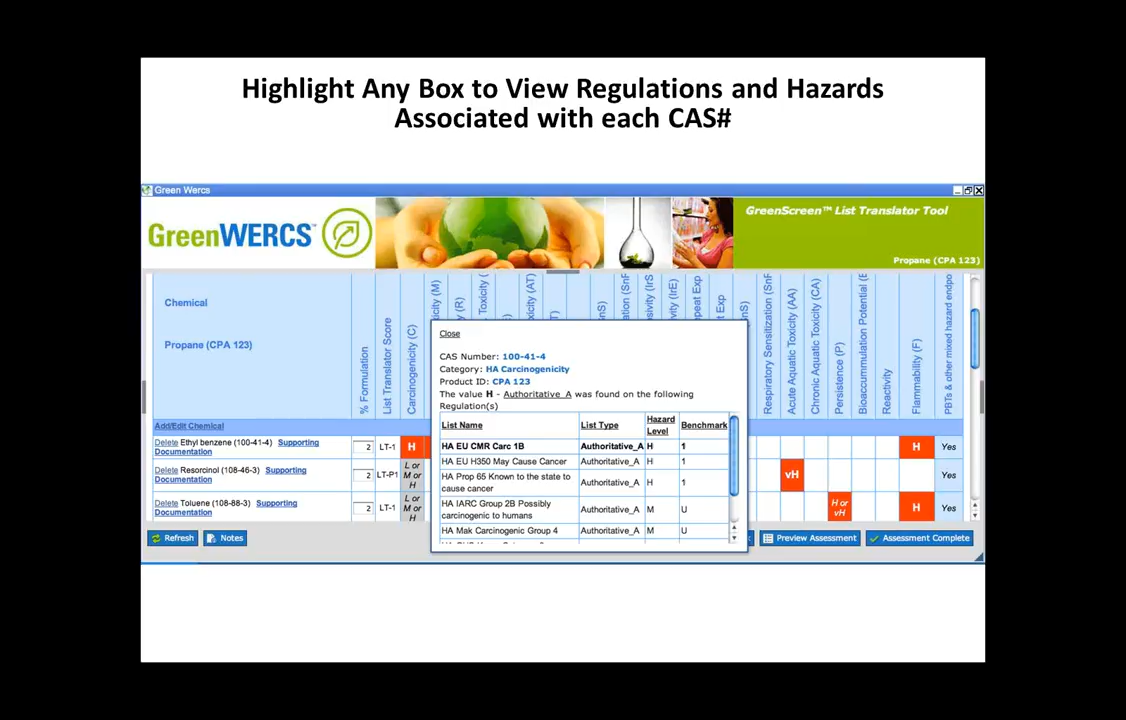 Highlight Any Box to View Regulations and Hazards
Associated with each CAS#
Green Wercs
GreenWERCS™
GreenScreen™ List Translator Tool
Propane (CPA 123)
Chemical
Propane (CPA 123)
% Formulation
List Translator Score
Carcinogenicity (C)
Respiratory Sensitization (SnR
Acute Aquatic Toxicity (AA)
Chronic Aquatic Toxicity (CA)
Persistence (P)
Bioaccummulation Potential (B
Reactivity
Flammability (F)
PBTs & other mixed hazard endpo
Add/Edit Chemical
Delete Ethyl benzene (100-41-4) Supporting
Documentation
2 LT-1 H H Yes
Delete Resorcinol (108-46-3) Supporting
Documentation
2 LT-P1 L or
M or
H
vH Yes
Delete Toluene (108-88-3) Supporting
Documentation
2 LT-1 L or
M or
H
H or
vH
H Yes
Close
CAS Number: 100-41-4
Category: HA Carcinogenicity
Product ID: CPA 123
The value H - Authoritative_A was found on the following
Regulation(s)
List Name List Type Hazard
Level Benchmark
HA EU CMR Carc 1B Authoritative_A H 1
HA EU H350 May Cause Cancer Authoritative_A H 1
HA Prop 65 Known to the state to
cause cancer Authoritative_A H 1
HA IARC Group 2B Possibly
carcinogenic to humans Authoritative_A M U
HA Mak Carcinogenic Group 4 Authoritative_A M U
Refresh
Notes
Preview Assessment
Assessment Complete